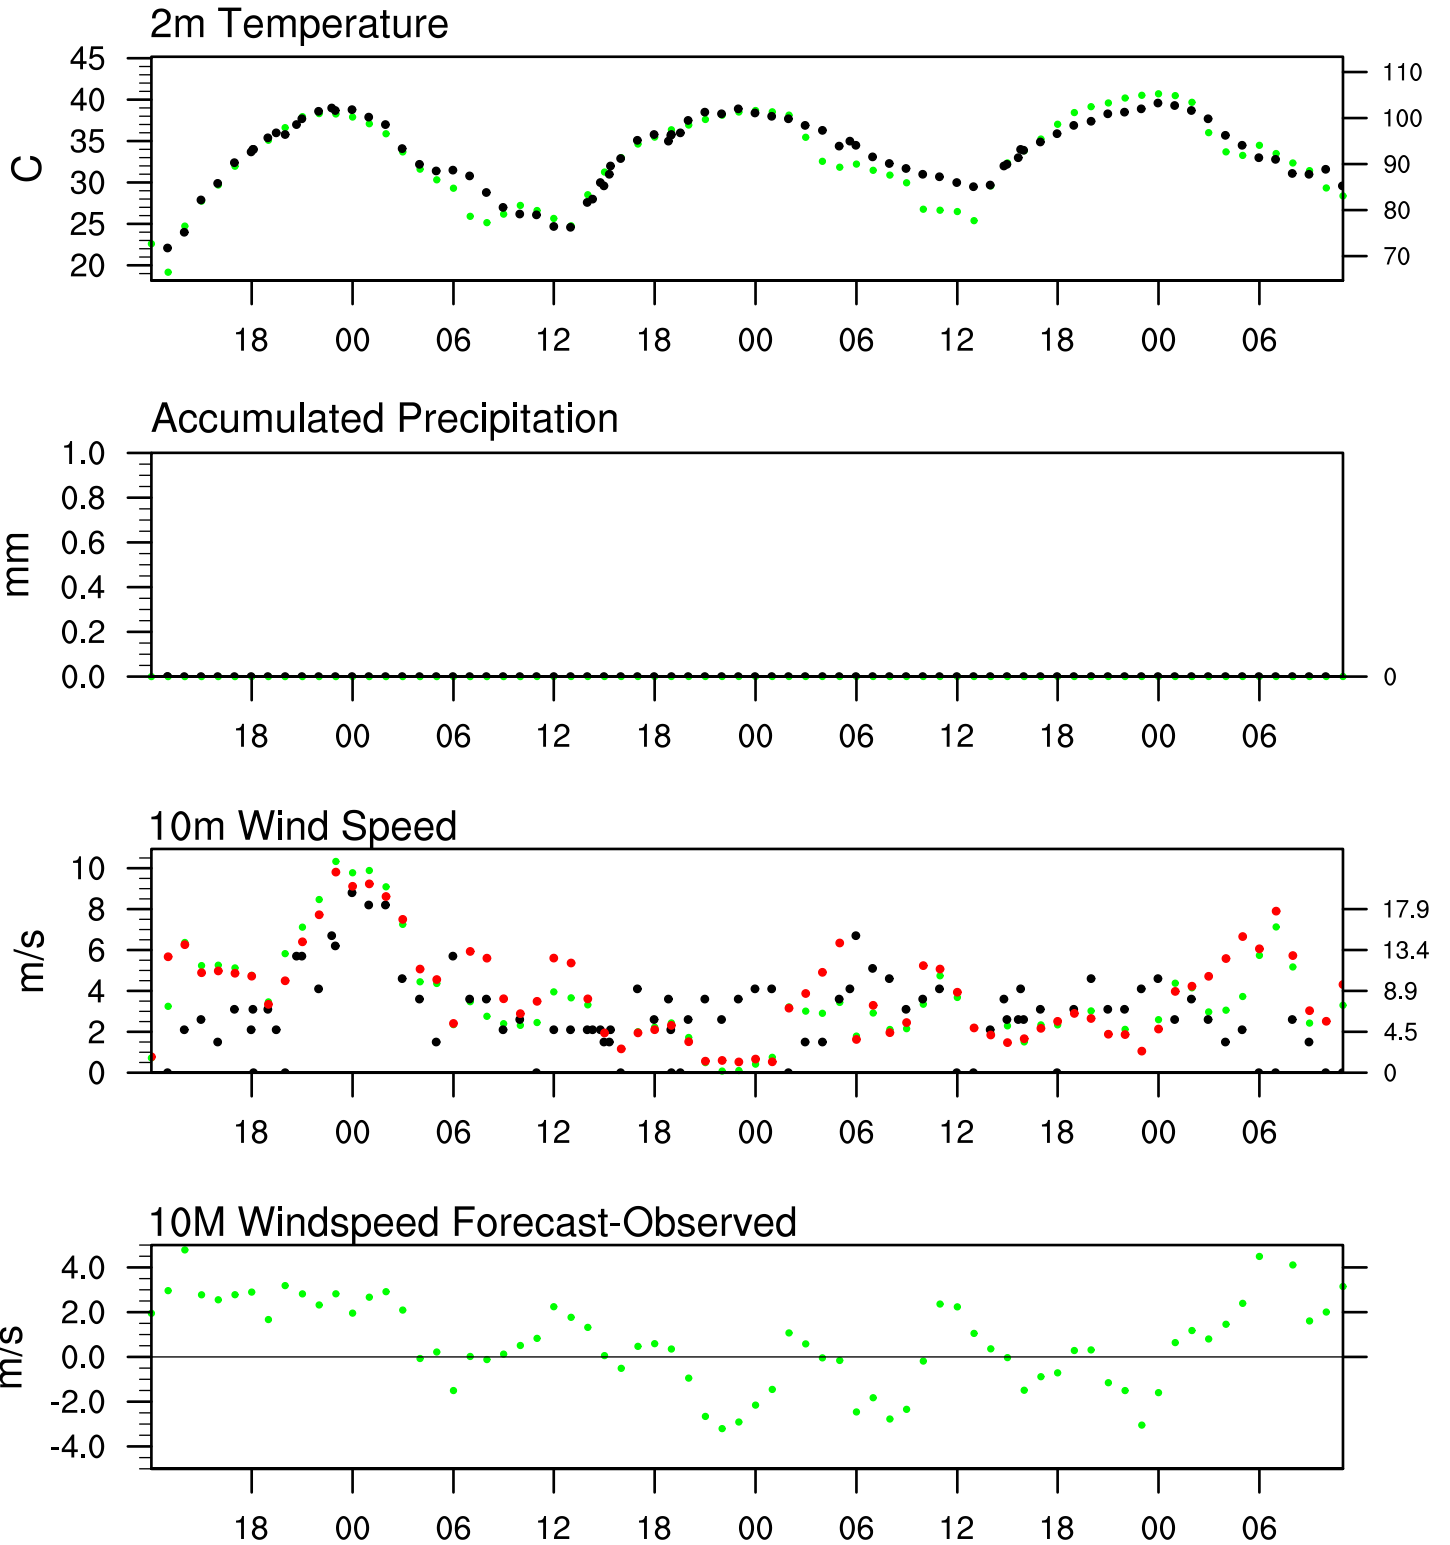 2m Temperature
45
40
35
30
25
20
C
110
100
90
80
70
18 00 06 12 18 00 06 12 18 00 06
Accumulated Precipitation
1.0
0.8
0.6
0.4
0.2
0.0
mm
0
18 00 06 12 18 00 06 12 18 00 06
10m Wind Speed
10
8
6
4
2
0
m/s
17.9
13.4
8.9
4.5
0
18 00 06 12 18 00 06 12 18 00 06
10M Windspeed Forecast-Observed
4.0
2.0
0.0
-2.0
-4.0
m/s
18 00 06 12 18 00 06 12 18 00 06